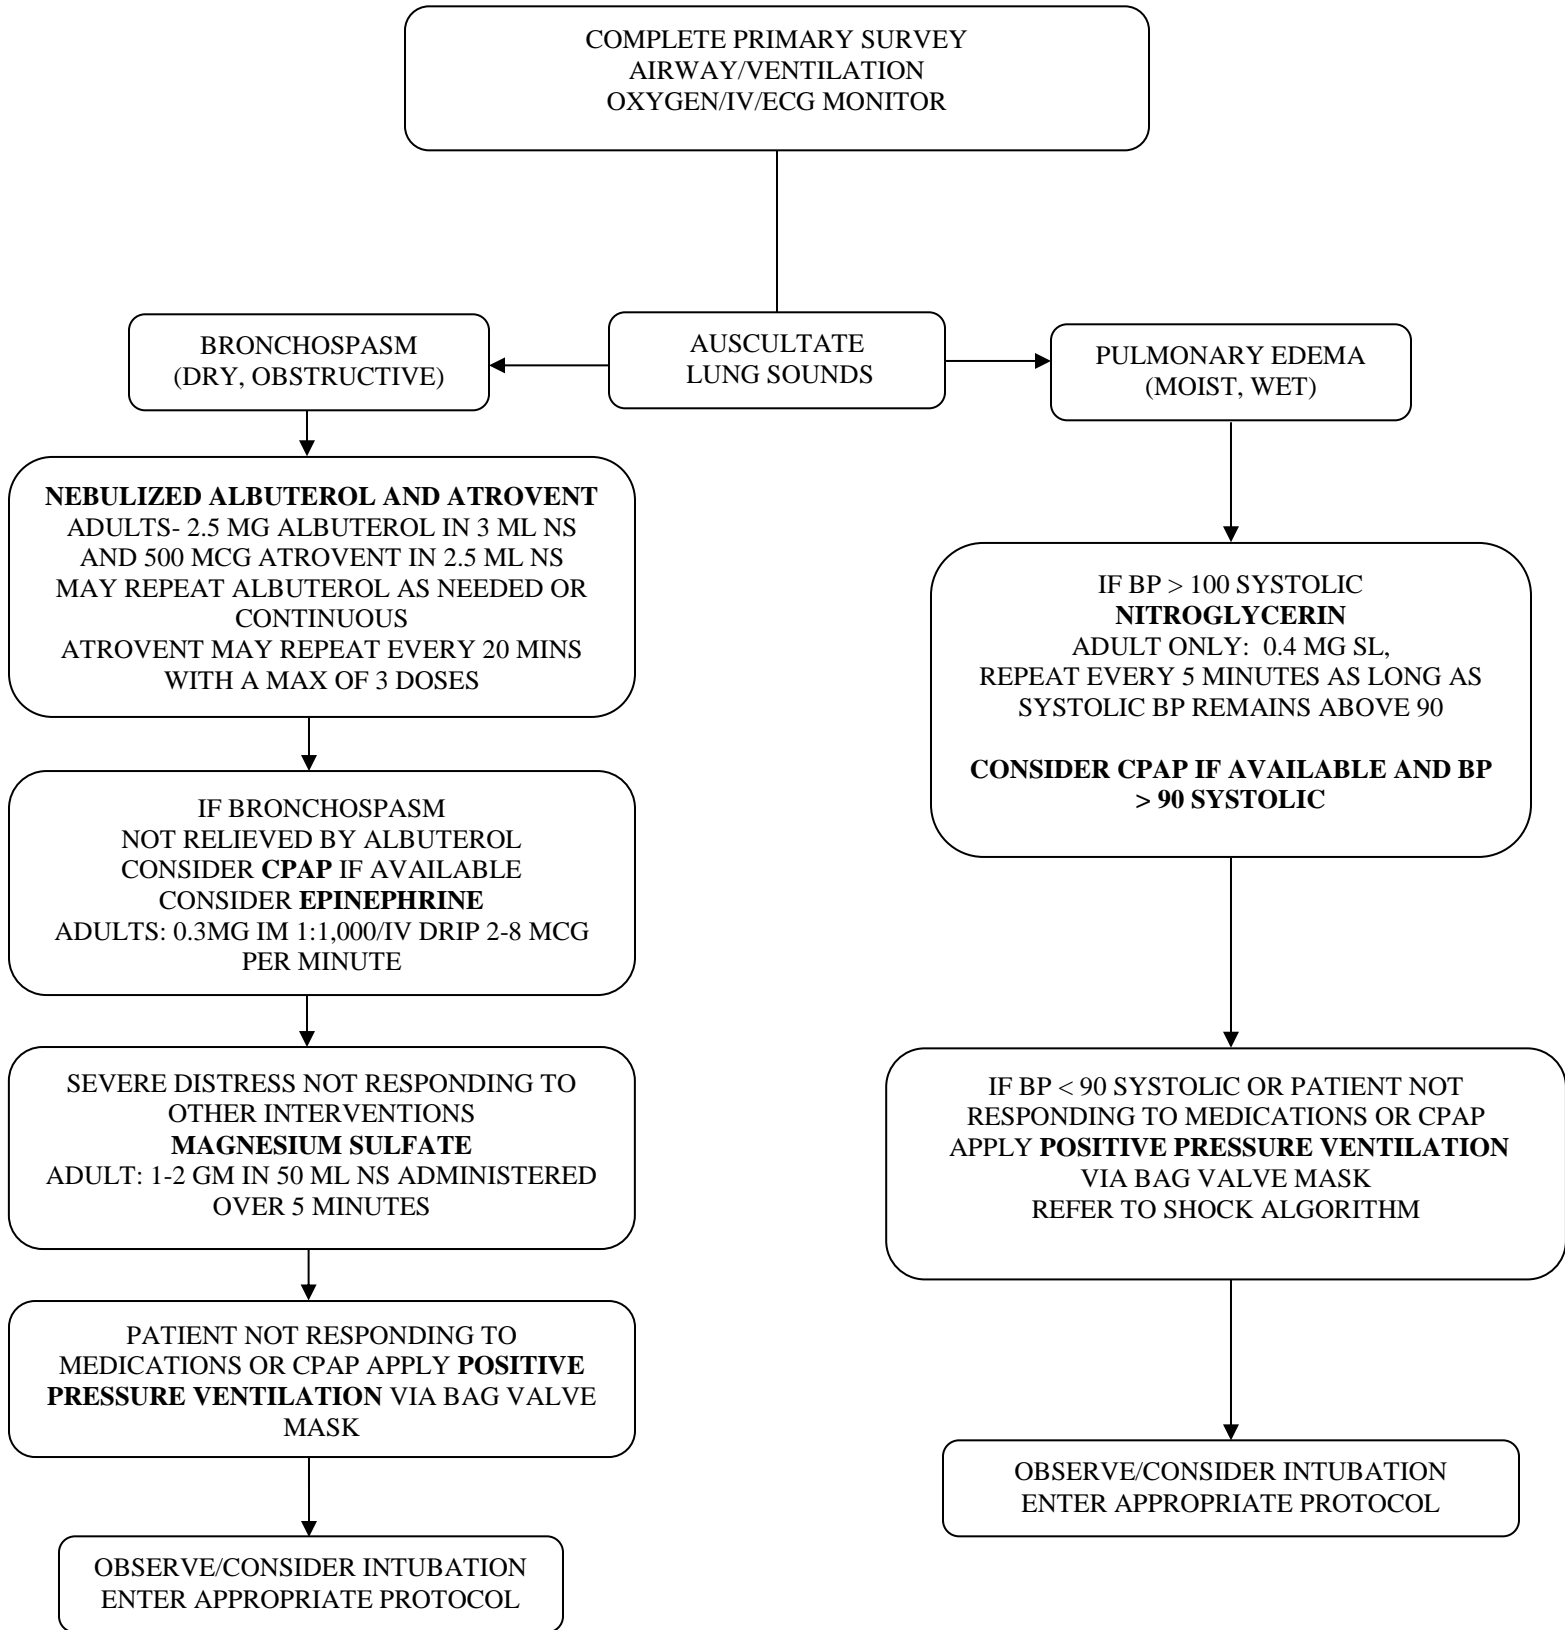 COMPLETE PRIMARY SURVEY
AIRWAY/VENTILATION
OXYGEN/IV/ECG MONITOR
AUSCULTATE
LUNG SOUNDS
BRONCHOSPASM
(DRY, OBSTRUCTIVE)
NEBULIZED ALBUTEROL AND ATROVENT
ADULTS- 2.5 MG ALBUTEROL IN 3 ML NS
AND 500 MCG ATROVENT IN 2.5 ML NS
MAY REPEAT ALBUTEROL AS NEEDED OR
CONTINUOUS
ATROVENT MAY REPEAT EVERY 20 MINS
WITH A MAX OF 3 DOSES
IF BRONCHOSPASM
NOT RELIEVED BY ALBUTEROL
CONSIDER CPAP IF AVAILABLE
CONSIDER EPINEPHRINE
ADULTS: 0.3MG IM 1:1,000/IV DRIP 2-8 MCG
PER MINUTE
SEVERE DISTRESS NOT RESPONDING TO
OTHER INTERVENTIONS
MAGNESIUM SULFATE
ADULT: 1-2 GM IN 50 ML NS ADMINISTERED
OVER 5 MINUTES
PATIENT NOT RESPONDING TO
MEDICATIONS OR CPAP APPLY POSITIVE
PRESSURE VENTILATION VIA BAG VALVE
MASK
OBSERVE/CONSIDER INTUBATION
ENTER APPROPRIATE PROTOCOL
PULMONARY EDEMA
(MOIST, WET)
IF BP > 100 SYSTOLIC
NITROGLYCERIN
ADULT ONLY: 0.4 MG SL,
REPEAT EVERY 5 MINUTES AS LONG AS
SYSTOLIC BP REMAINS ABOVE 90
CONSIDER CPAP IF AVAILABLE AND BP
> 90 SYSTOLIC
IF BP < 90 SYSTOLIC OR PATIENT NOT
RESPONDING TO MEDICATIONS OR CPAP
APPLY POSITIVE PRESSURE VENTILATION
VIA BAG VALVE MASK
REFER TO SHOCK ALGORITHM
OBSERVE/CONSIDER INTUBATION
ENTER APPROPRIATE PROTOCOL